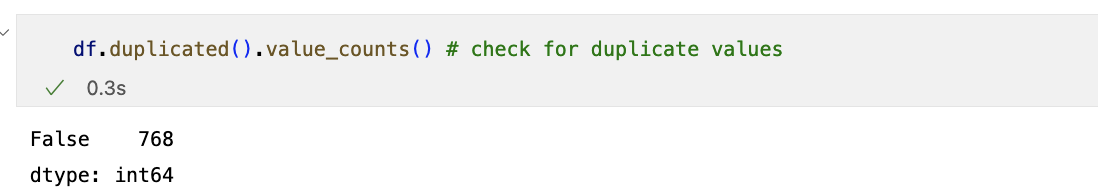 df.duplicated().value_counts() # check for duplicate values
0.3s
False    768
dtype: int64